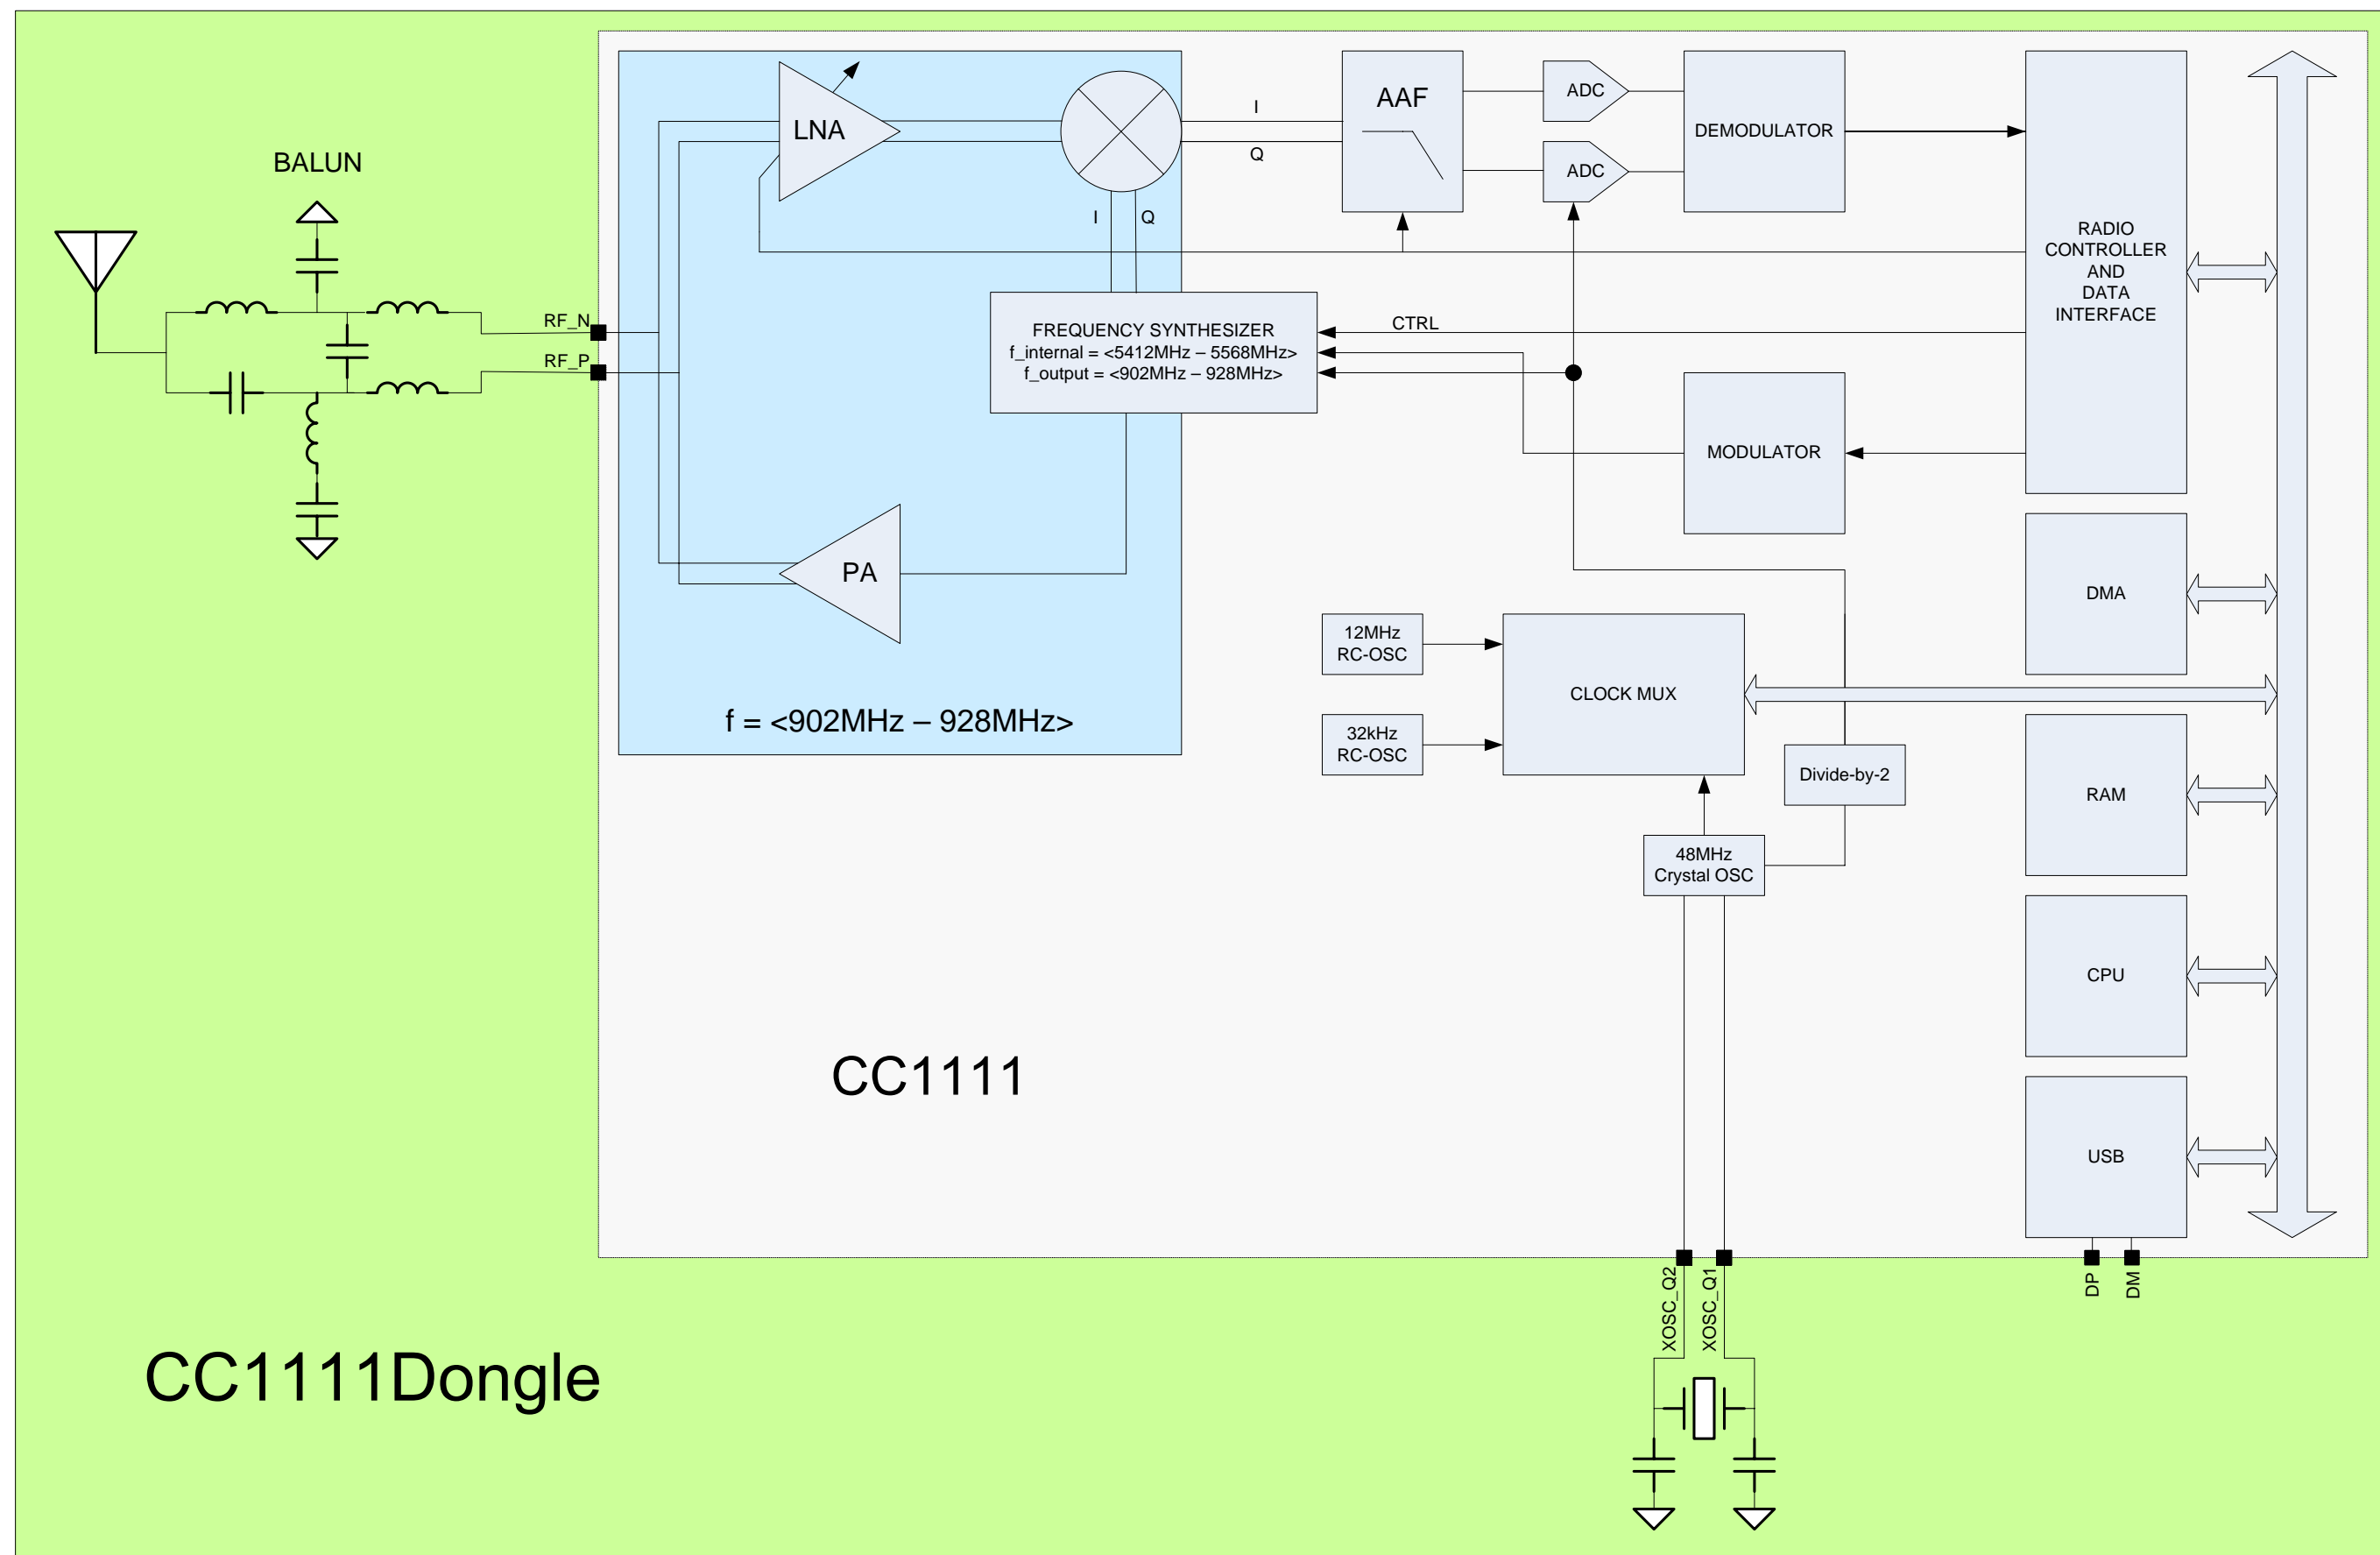 BALUN
RF_N
RF_P
LNA
I
Q
I
Q
AAF
ADC
ADC
DEMODULATOR
RADIO
CONTROLLER
AND
DATA
INTERFACE
FREQUENCY SYNTHESIZER
f_internal = <5412MHz – 5568MHz>
f_output = <902MHz – 928MHz>
CTRL
MODULATOR
PA
f = <902MHz – 928MHz>
12MHz
RC-OSC
32kHz
RC-OSC
CLOCK MUX
Divide-by-2
48MHz
Crystal OSC
DMA
RAM
CPU
USB
CC1111
XOSC_Q2
XOSC_Q1
DP
DM
CC1111Dongle